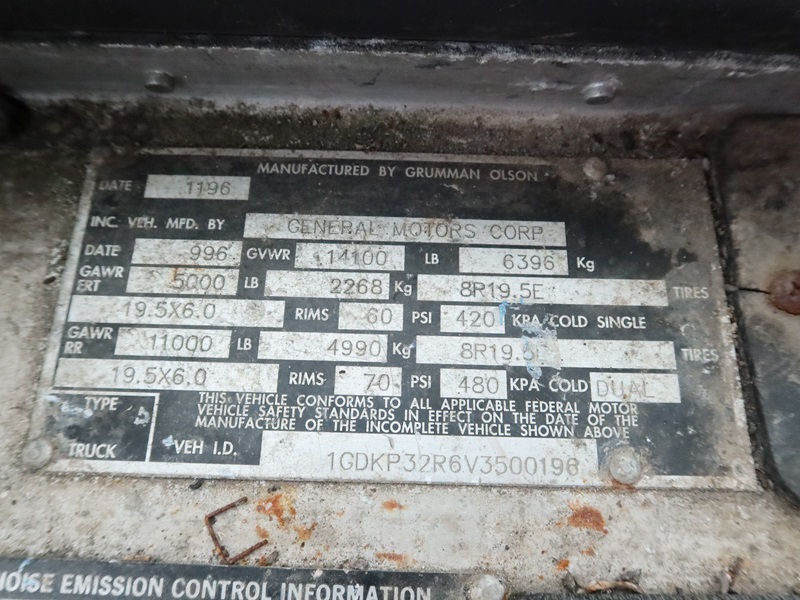 MANUFACTURED BY GRUMMAN OLSON
DATE 1196
INC. VEH. MFD. BY GENERAL MOTORS CORP
DATE 996 GVWR 14100 LB 6396 Kg
GAWR FRT 5000 LB 2268 Kg 8R19.5E TIRES
19.5X6.0 RIMS 60 PSI 420 KPA COLD SINGLE
GAWR RR 11000 LB 4990 Kg 8R19.5 TIRES
19.5X6.0 RIMS 70 PSI 480 KPA COLD DUAL
TYPE TRUCK
THIS VEHICLE CONFORMS TO ALL APPLICABLE FEDERAL MOTOR
VEHICLE SAFETY STANDARDS IN EFFECT ON THE DATE OF THE
MANUFACTURE OF THE INCOMPLETE VEHICLE SHOWN ABOVE
VEH I.D. 1GDKP32R6V3500196
NOISE EMISSION CONTROL INFORMATION